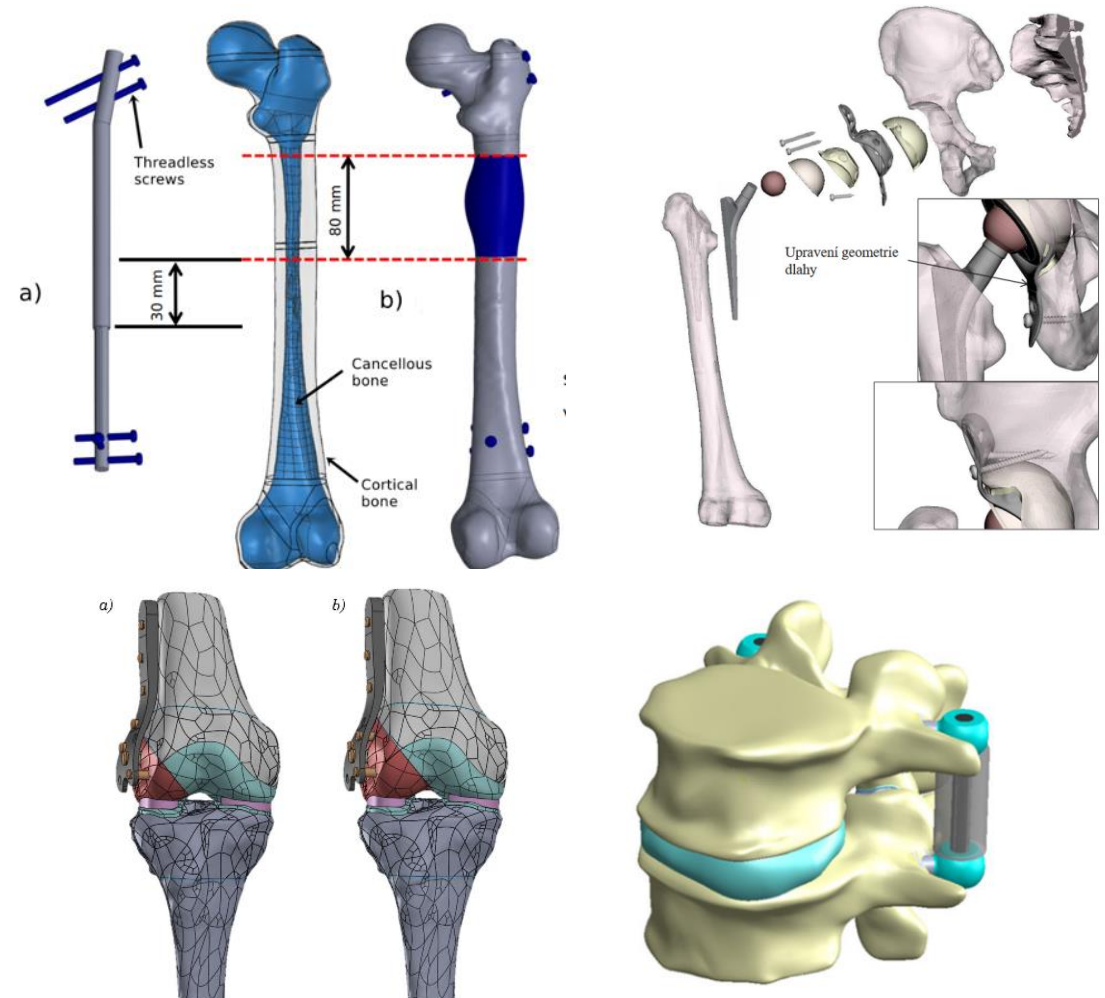 Threadless
screws
80 mm
30 mm
a)
b)
Cancellous
bone
Cortical
bone
Upravení geometrie
dlahy
a)
b)